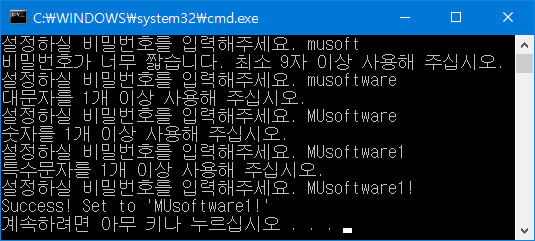 C:₩WINDOWS₩system32₩cmd.exe
설정하실 비밀번호를 입력해주세요. musoft
비밀번호가 너무 짧습니다. 최소 9자 이상 사용해 주십시오.
설정하실 비밀번호를 입력해주세요. musoftware
대문자를 1개 이상 사용해 주십시오.
설정하실 비밀번호를 입력해주세요. MUsoftware
숫자를 1개 이상 사용해 주십시오.
설정하실 비밀번호를 입력해주세요. MUsoftware1
특수문자를 1개 이상 사용해 주십시오.
설정하실 비밀번호를 입력해주세요. MUsoftware1!
Success! Set to 'MUsoftware1!'
계속하려면 아무 키나 누르십시오 . . .